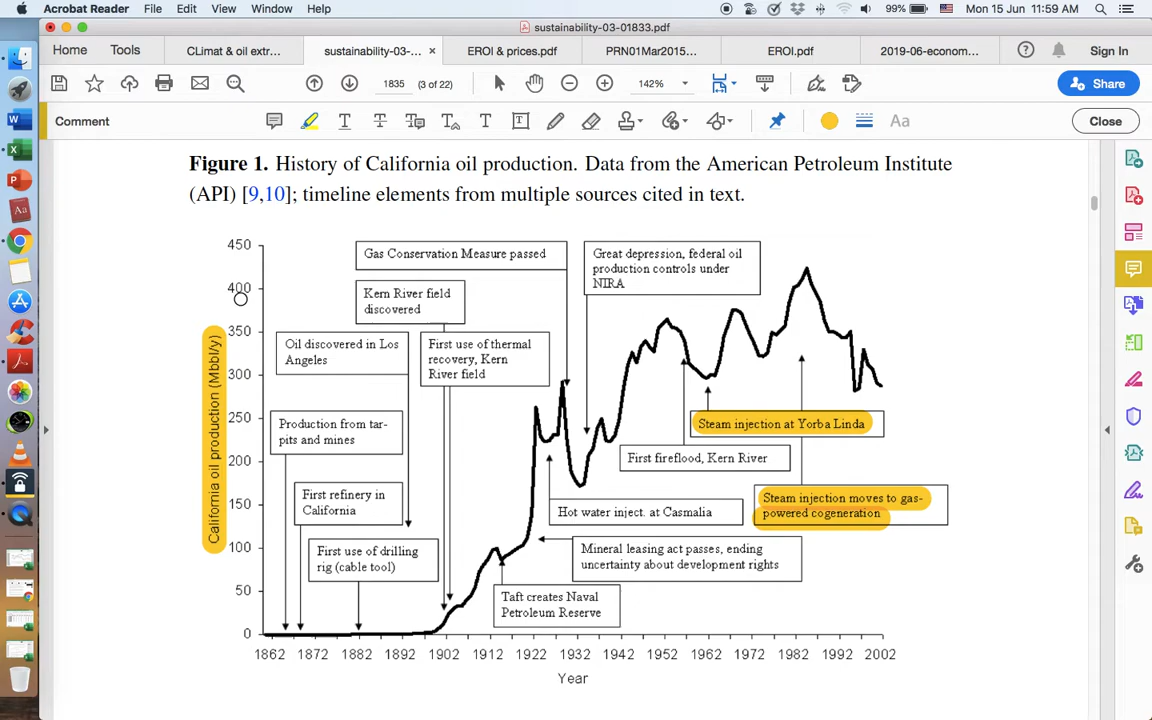 Acrobat Reader File Edit View Window Help 99% Mon 15 Jun 11:59 AM
sustainability-03-01833.pdf
Home Tools CLimat & oil extr... sustainability-03-... × EROI & prices.pdf PRN01Mar2015... EROI.pdf 2019-06-econom... Sign In
1835 (3 of 22) 142% Share
Comment Aa Close
Figure 1. History of California oil production. Data from the American Petroleum Institute
(API) [9,10]; timeline elements from multiple sources cited in text.
California oil production (Mbbl/y)
450
400
350
300
250
200
150
100
50
0
Gas Conservation Measure passed
Great depression, federal oil
production controls under
NIRA
Kern River field
discovered
Oil discovered in Los
Angeles
First use of thermal
recovery, Kern
River field
Production from tar-
pits and mines
Steam injection at Yorba Linda
First fireflood, Kern River
First refinery in
California
Steam injection moves to gas-
powered cogeneration
Hot water inject. at Casmalia
First use of drilling
rig (cable tool)
Mineral leasing act passes, ending
uncertainty about development rights
Taft creates Naval
Petroleum Reserve
1862 1872 1882 1892 1902 1912 1922 1932 1942 1952 1962 1972 1982 1992 2002
Year